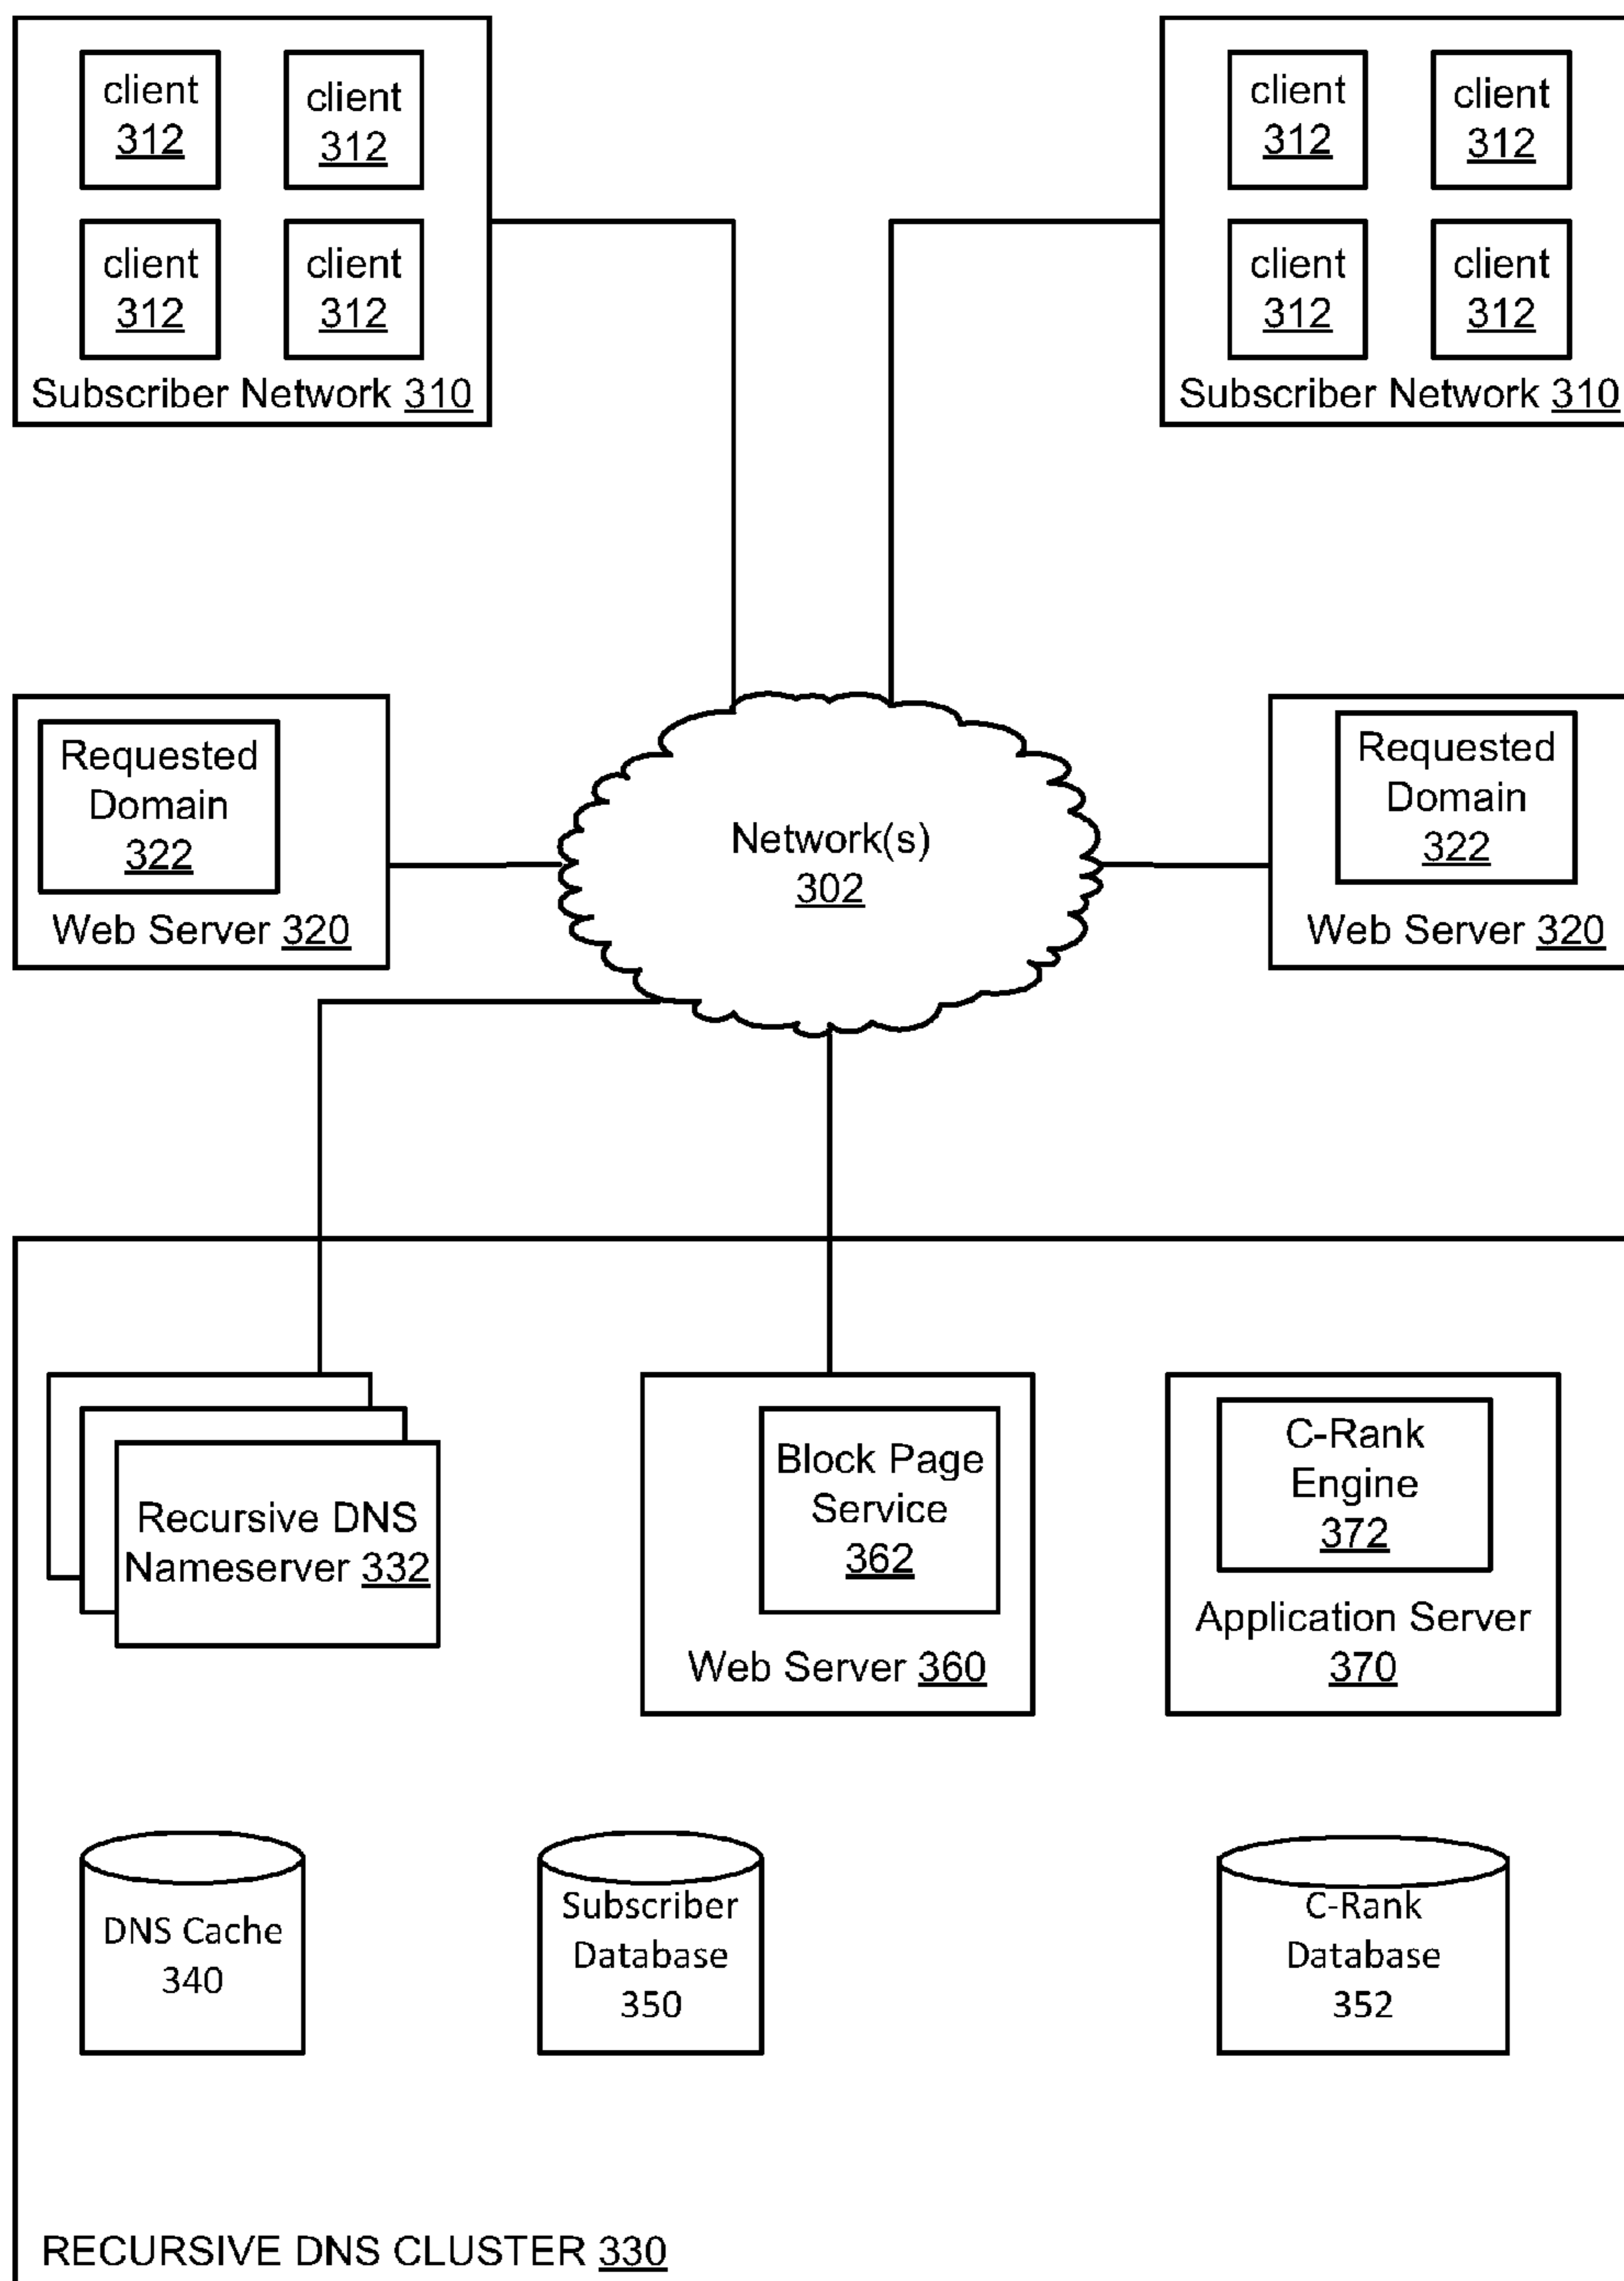 client
312
client
312
client
312
client
312
Subscriber Network 310
client
312
client
312
client
312
client
312
Subscriber Network 310
Requested
Domain
322
Web Server 320
Network(s)
302
Requested
Domain
322
Web Server 320
Recursive DNS
Nameserver 332
Block Page
Service
362
Web Server 360
C-Rank
Engine
372
Application Server
370
DNS Cache
340
Subscriber
Database
350
C-Rank
Database
352
RECURSIVE DNS CLUSTER 330